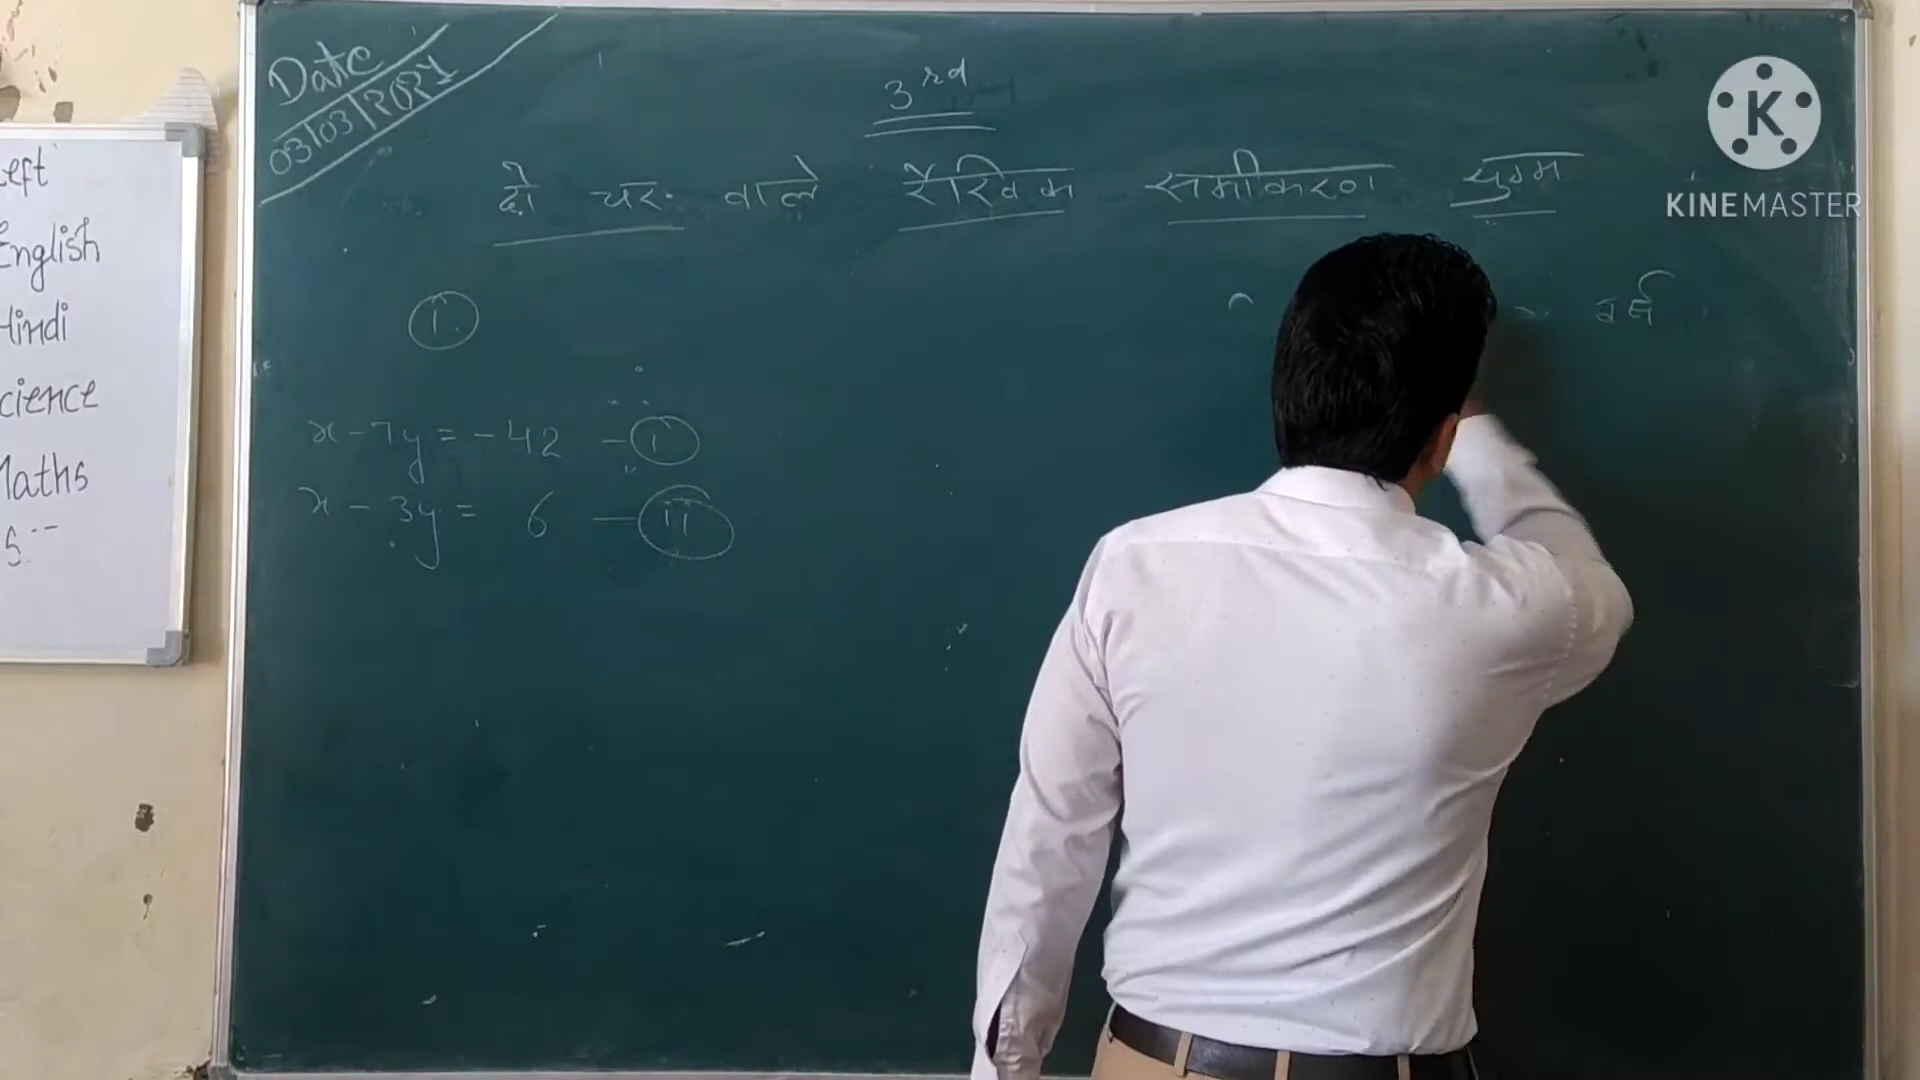 Date
03/03/2021
3rd
दो चर वाले रैखिक समीकरण युग्म
i
वर्ष
x - 7y = -42 - i
x - 3y = 6 - ii
eft
English
Hindi
cience
Maths
S
K
KINEMASTER